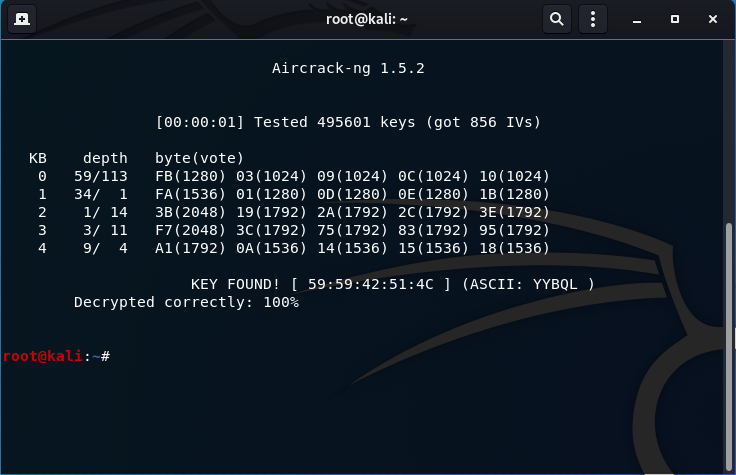 root@kali: ~
Aircrack-ng 1.5.2
[00:00:01] Tested 495601 keys (got 856 IVs)
KB    depth   byte(vote)
0   59/113   FB(1280) 03(1024) 09(1024) 0C(1024) 10(1024)
1   34/  1   FA(1536) 01(1280) 0D(1280) 0E(1280) 1B(1280)
2    1/ 14   3B(2048) 19(1792) 2A(1792) 2C(1792) 3E(1792)
3    3/ 11   F7(2048) 3C(1792) 75(1792) 83(1792) 95(1792)
4    9/  4   A1(1792) 0A(1536) 14(1536) 15(1536) 18(1536)
KEY FOUND! [ 59:59:42:51:4C ] (ASCII: YYBQL )
Decrypted correctly: 100%
root@kali:~#